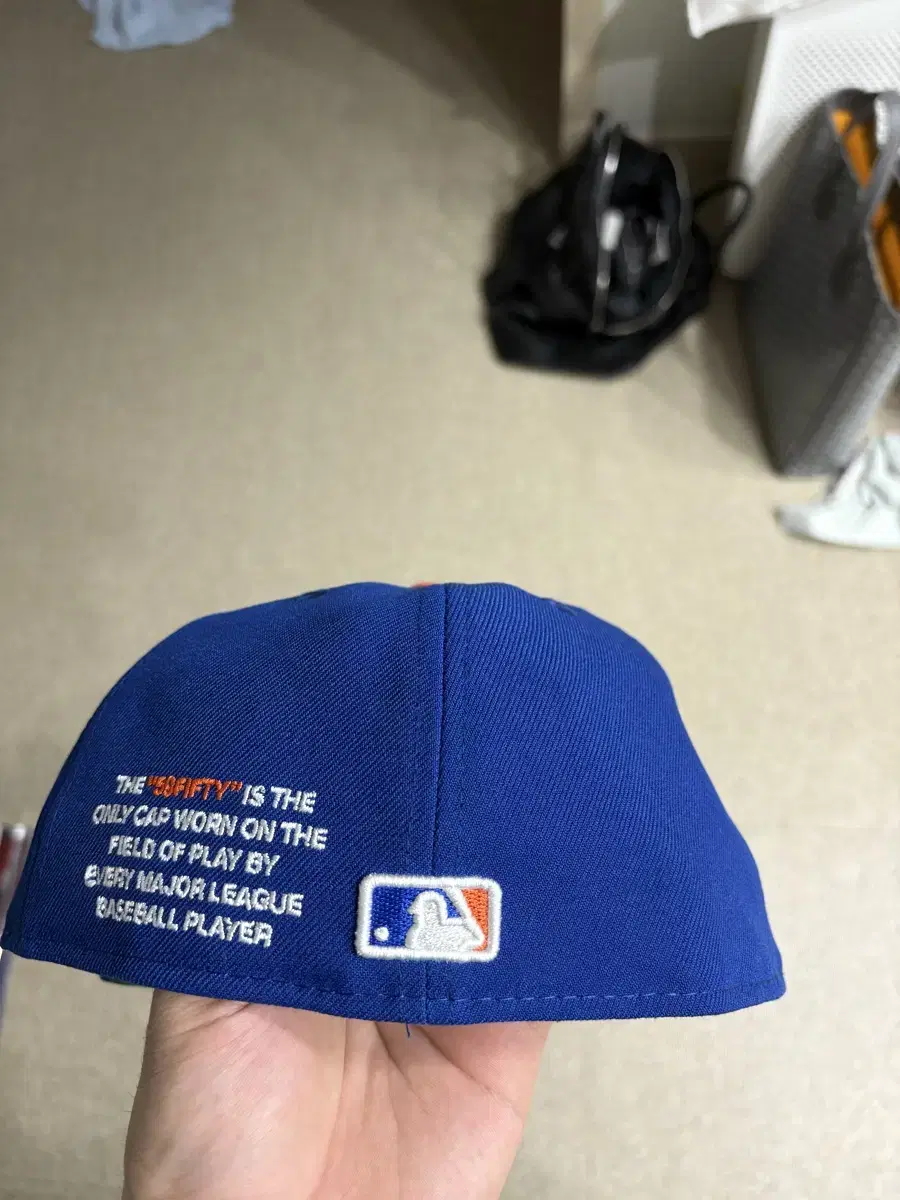 THE "59FIFTY" IS THE
ONLY CAP WORN ON THE
FIELD OF PLAY BY
EVERY MAJOR LEAGUE
BASEBALL PLAYER